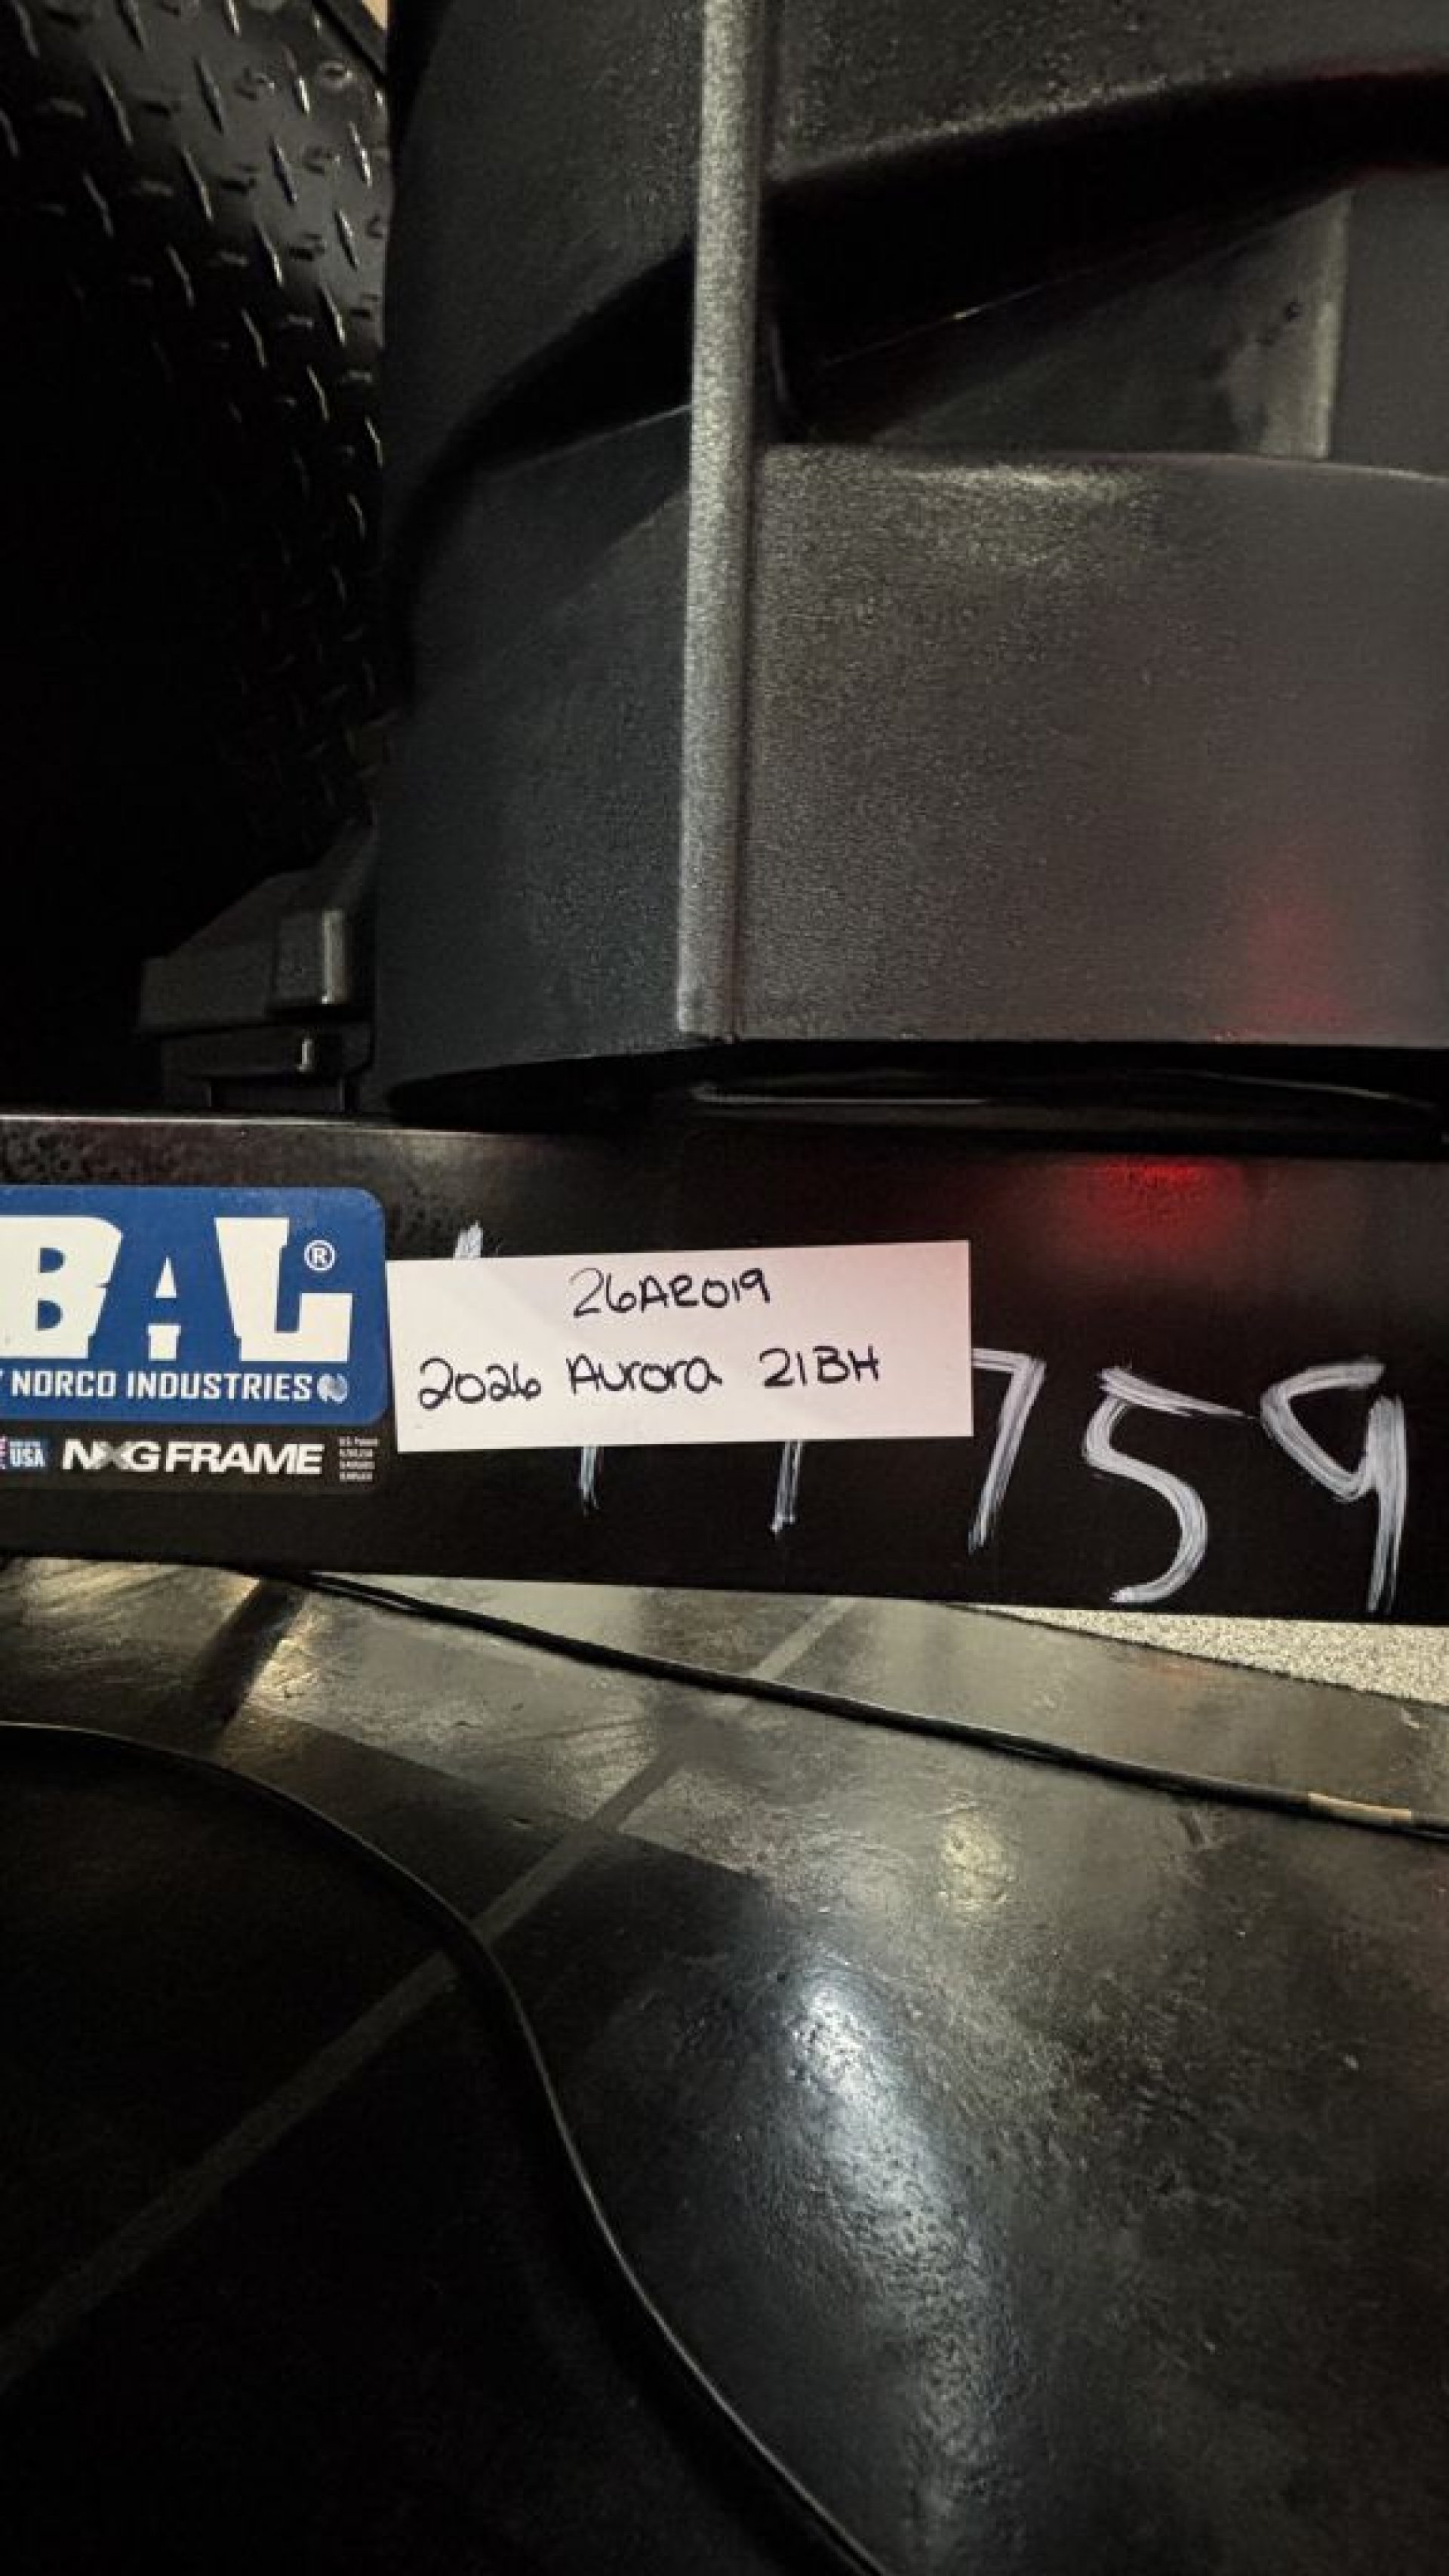 BAL®
NORCO INDUSTRIES
USA NXG FRAME
26AR019
2026 Aurora 21BH
759